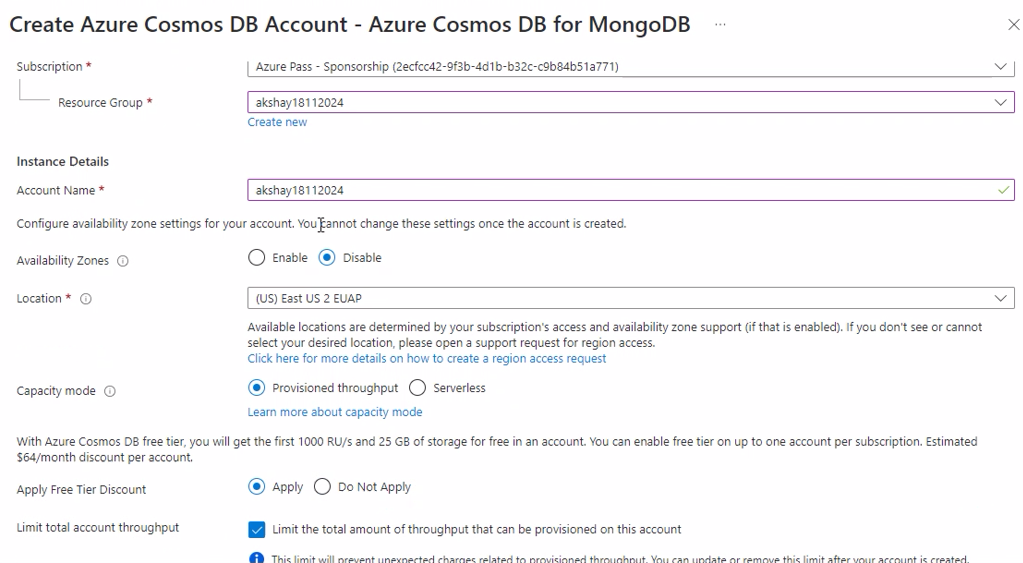 Create Azure Cosmos DB Account - Azure Cosmos DB for MongoDB
...
Subscription *
Azure Pass - Sponsorship (2ecfcc42-9f3b-4d1b-b32c-c9b84b51a771)
Resource Group *
akshay18112024
Create new
Instance Details
Account Name *
akshay18112024
Configure availability zone settings for your account. You cannot change these settings once the account is created.
Availability Zones
Enable
Disable
Location *
(US) East US 2 EUAP
Available locations are determined by your subscription's access and availability zone support (if that is enabled). If you don't see or cannot
select your desired location, please open a support request for region access.
Click here for more details on how to create a region access request
Capacity mode
Provisioned throughput
Serverless
Learn more about capacity mode
With Azure Cosmos DB free tier, you will get the first 1000 RU/s and 25 GB of storage for free in an account. You can enable free tier on up to one account per subscription. Estimated
$64/month discount per account.
Apply Free Tier Discount
Apply
Do Not Apply
Limit total account throughput
Limit the total amount of throughput that can be provisioned on this account
This limit will prevent unexpected charges related to provisioned throughput. You can update or remove this limit after your account is created.